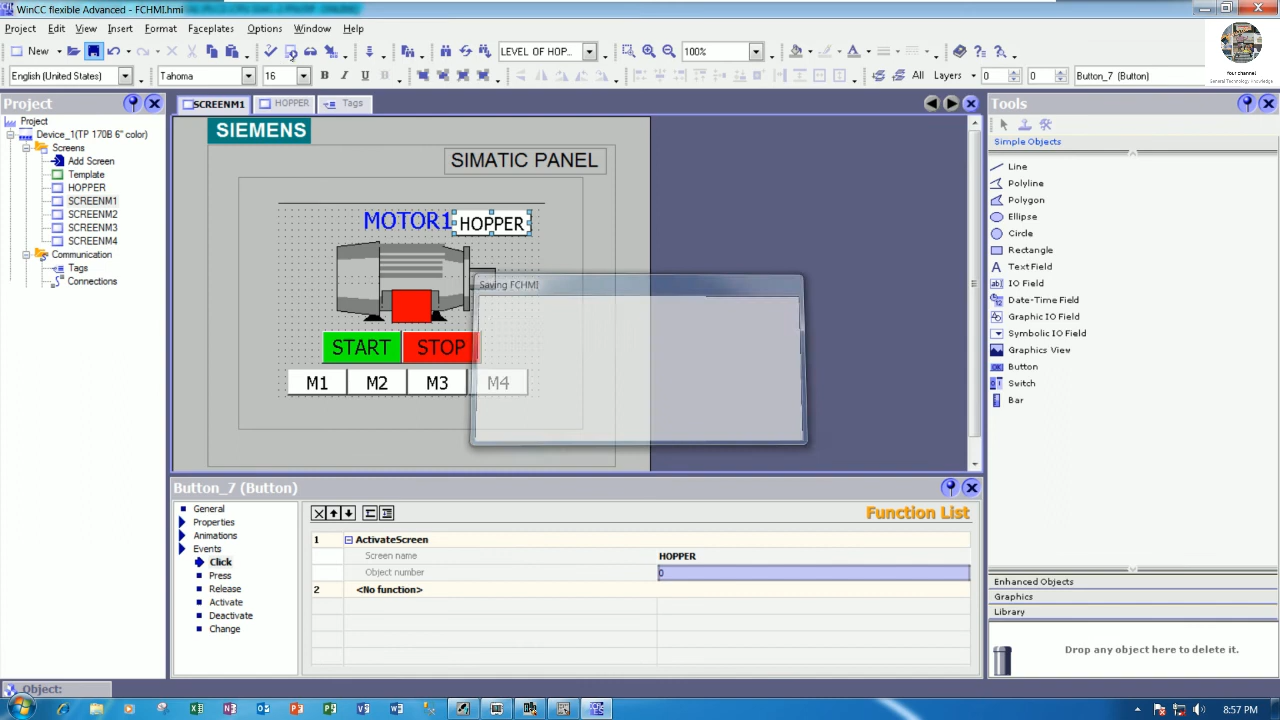 WinCC flexible Advanced - FCHMI.hmi
Project Edit View Insert Format Faceplates Options Window Help
New LEVEL OF HOP... 100%
English (United States) Tahoma 16 B I U All Layers 0 0 Button_7 (Button)
Your channel
General Technology Knowledge
Project
Project
Device_1(TP 170B 6" color)
Screens
Add Screen
Template
HOPPER
SCREENM1
SCREENM2
SCREENM3
SCREENM4
Communication
Tags
Connections
SCREENM1 HOPPER Tags
SIEMENS
SIMATIC PANEL
MOTOR1 HOPPER
START STOP
M1 M2 M3 M4
Saving FCHMI
Button_7 (Button)
General
Properties
Animations
Events
Click
Press
Release
Activate
Deactivate
Change
Function List
1 ActivateScreen
Screen name HOPPER
Object number 0
2 <No function>
Tools
Simple Objects
Line
Polyline
Polygon
Ellipse
Circle
Rectangle
Text Field
IO Field
Date-Time Field
Graphic IO Field
Symbolic IO Field
Graphics View
Button
Switch
Bar
Enhanced Objects
Graphics
Library
Drop any object here to delete it.
Object:
8:57 PM